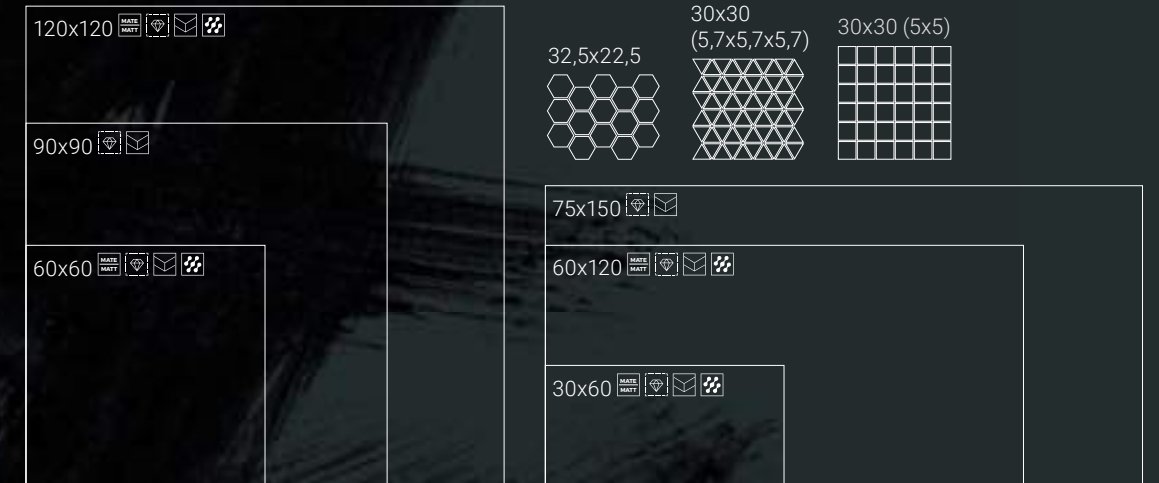 120x120 MATE MATT
90x90
60x60 MATE MATT
32,5x22,5
30x30
(5,7x5,7x5,7)
30x30 (5x5)
75x150
60x120 MATE MATT
30x60 MATE MATT